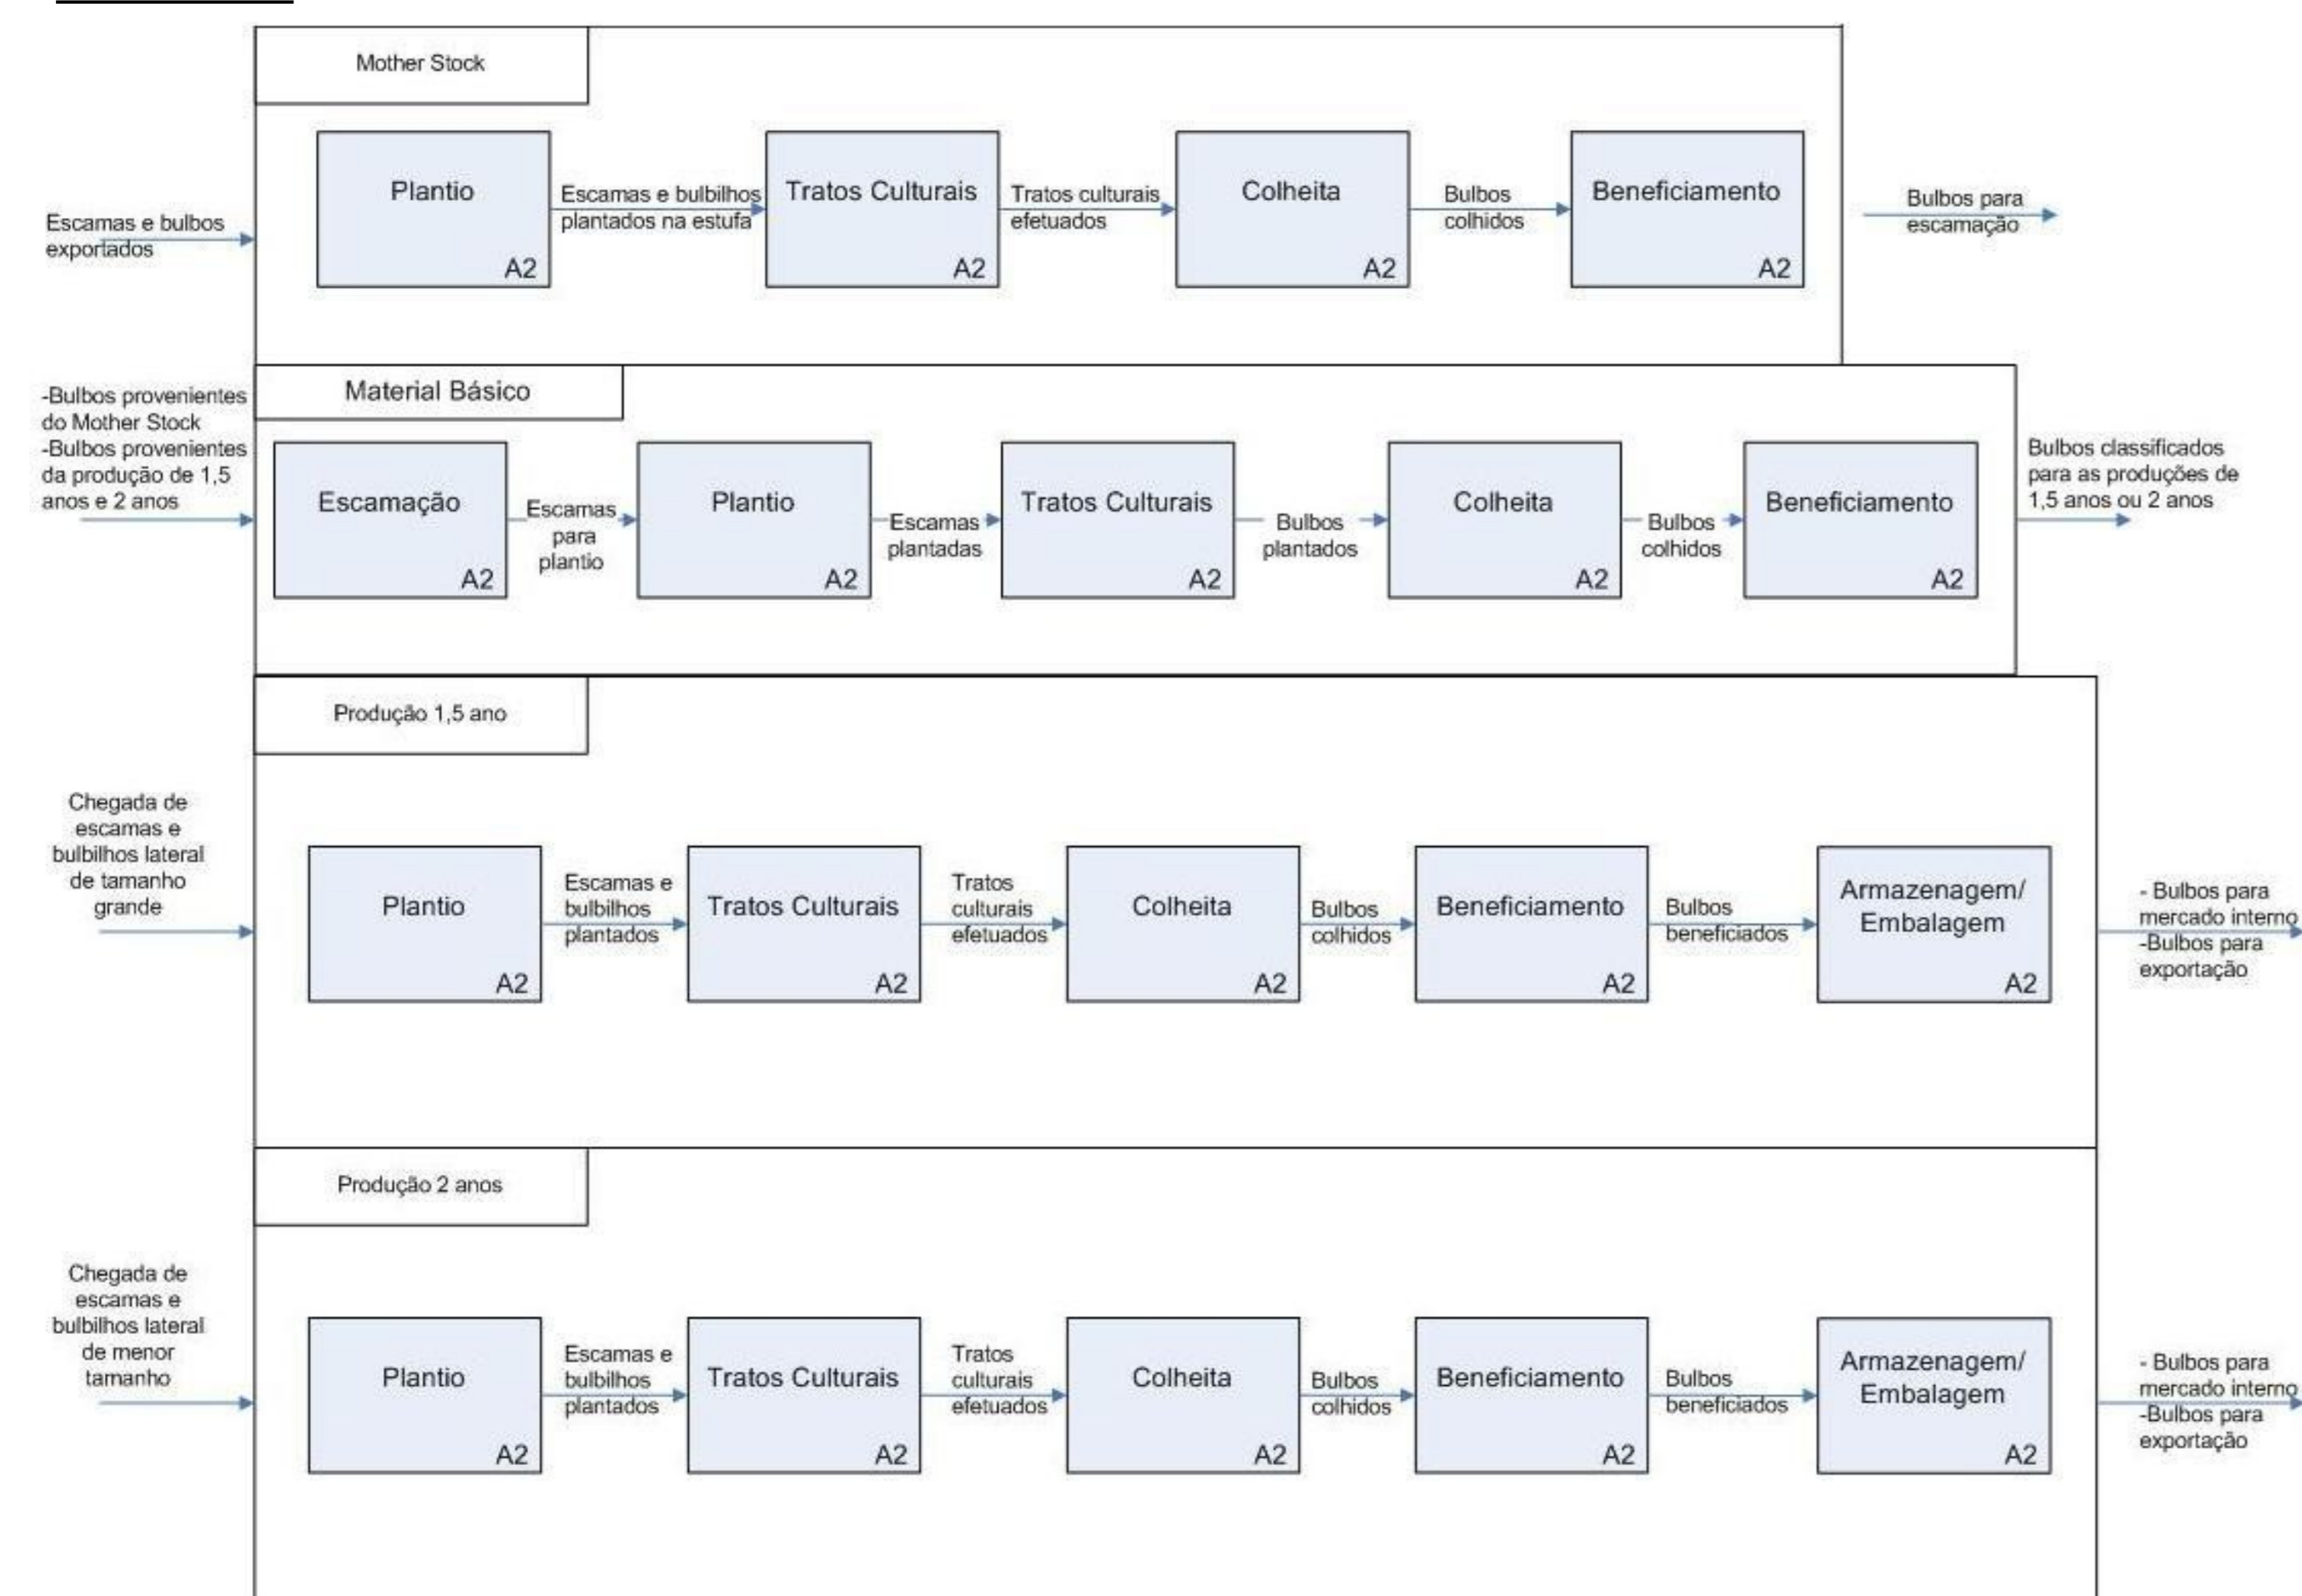 Mother Stock
Escamas e bulbos
exportados
Plantio
A2
Escamas e bulbilhos
plantados na estufa
Tratos Culturais
A2
Tratos culturais
efetuados
Colheita
A2
Bulbos
colhidos
Beneficiamento
A2
Bulbos para
escamação
Material Básico
-Bulbos provenientes
do Mother Stock
-Bulbos provenientes
da produção de 1,5
anos e 2 anos
Escamação
A2
Escamas
para
plantio
Plantio
A2
Escamas
plantadas
Tratos Culturais
A2
Bulbos
plantados
Colheita
A2
Bulbos
colhidos
Beneficiamento
A2
Bulbos classificados
para as produções de
1,5 anos ou 2 anos
Produção 1,5 ano
Chegada de
escamas e
bulbilhos lateral
de tamanho
grande
Plantio
A2
Escamas e
bulbilhos
plantados
Tratos Culturais
A2
Tratos
culturais
efetuados
Colheita
A2
Bulbos
colhidos
Beneficiamento
A2
Bulbos
beneficiados
Armazenagem/
Embalagem
A2
- Bulbos para
mercado interno
-Bulbos para
exportação
Produção 2 anos
Chegada de
escamas e
bulbilhos lateral
de menor
tamanho
Plantio
A2
Escamas e
bulbilhos
plantados
Tratos Culturais
A2
Tratos
culturais
efetuados
Colheita
A2
Bulbos
colhidos
Beneficiamento
A2
Bulbos
beneficiados
Armazenagem/
Embalagem
A2
- Bulbos para
mercado interno
-Bulbos para
exportação